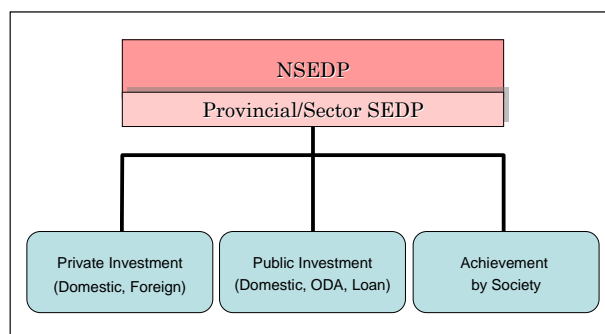 NSEDP
Provincial/Sector SEDP
Private Investment
(Domestic, Foreign)
Public Investment
(Domestic, ODA, Loan)
Achievement
by Society